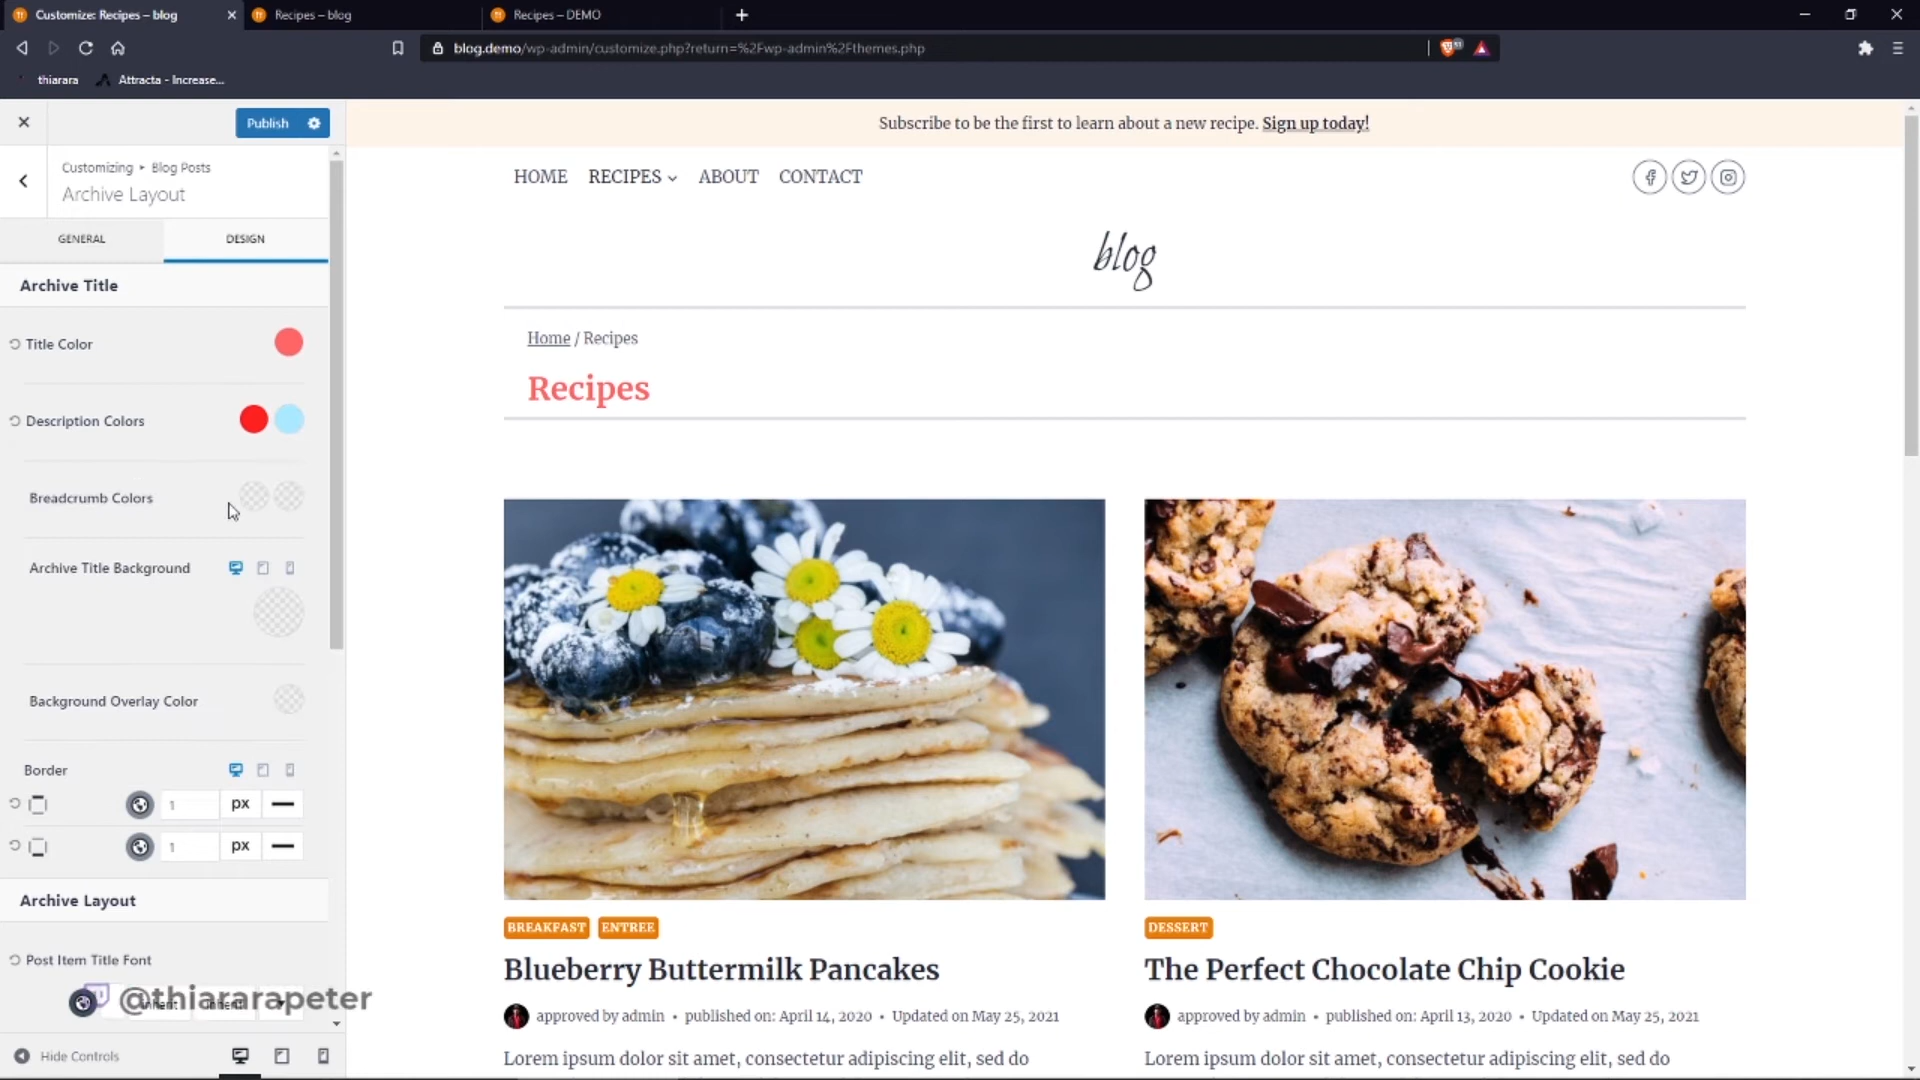 Customize: Recipes – blog
Recipes – blog
Recipes – DEMO
blog.demo/wp-admin/customize.php?return=%2Fwp-admin%2Fthemes.php
thiarara
Attracta - Increase...
Publish
Customizing ▸ Blog Posts
Archive Layout
GENERAL
DESIGN
Archive Title
Title Color
Description Colors
Breadcrumb Colors
Archive Title Background
Background Overlay Color
Border
1
px
1
px
Archive Layout
Post Item Title Font
@thiararapeter
Hide Controls
Subscribe to be the first to learn about a new recipe. Sign up today!
HOME
RECIPES
ABOUT
CONTACT
blog
Home / Recipes
Recipes
BREAKFAST
ENTREE
Blueberry Buttermilk Pancakes
approved by admin • published on: April 14, 2020 • Updated on May 25, 2021
Lorem ipsum dolor sit amet, consectetur adipiscing elit, sed do
DESSERT
The Perfect Chocolate Chip Cookie
approved by admin • published on: April 13, 2020 • Updated on May 25, 2021
Lorem ipsum dolor sit amet, consectetur adipiscing elit, sed do